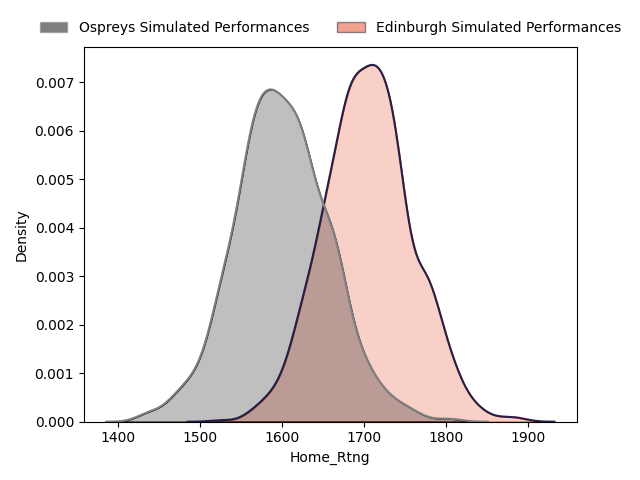 Ospreys Simulated Performances Edinburgh Simulated Performances
0.007
0.006
0.005
0.004
0.003
0.002
0.001
0.000
Density
1400 1500 1600 1700 1800 1900
Home_Rtng